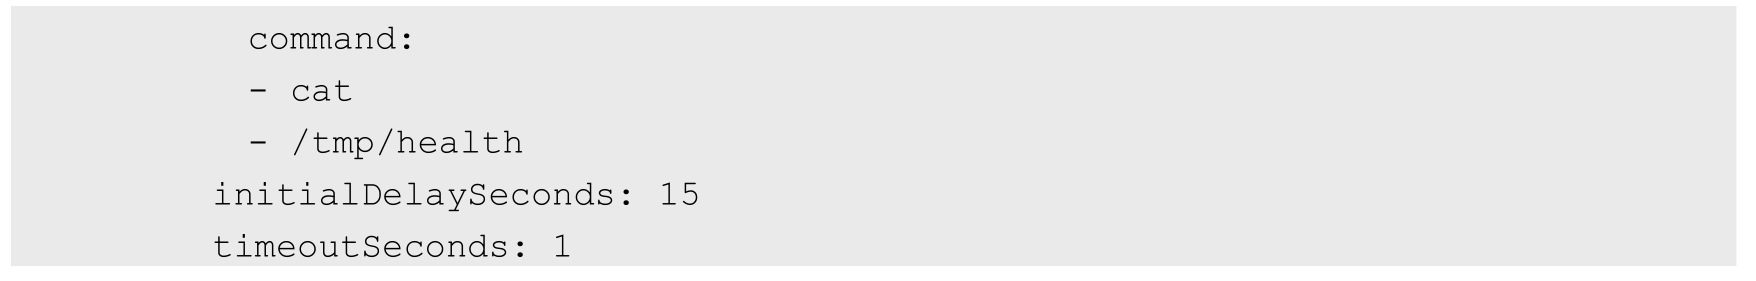 command:
- cat
- /tmp/health
initialDelaySeconds: 15
timeoutSeconds: 1